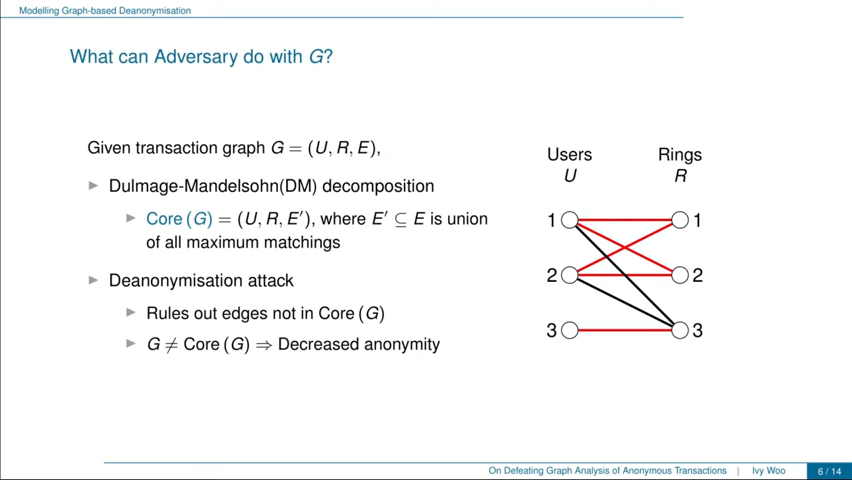 Modelling Graph-based Deanonymisation
What can Adversary do with G?
Given transaction graph G = (U, R, E),
▶ Dulmage-Mandelsohn(DM) decomposition
▶ Core (G) = (U, R, E′), where E′ ⊆ E is union
of all maximum matchings
▶ Deanonymisation attack
▶ Rules out edges not in Core (G)
▶ G ≠ Core (G) ⇒ Decreased anonymity
Users Rings
U R
1 1
2 2
3 3
On Defeating Graph Analysis of Anonymous Transactions | Ivy Woo 6 / 14